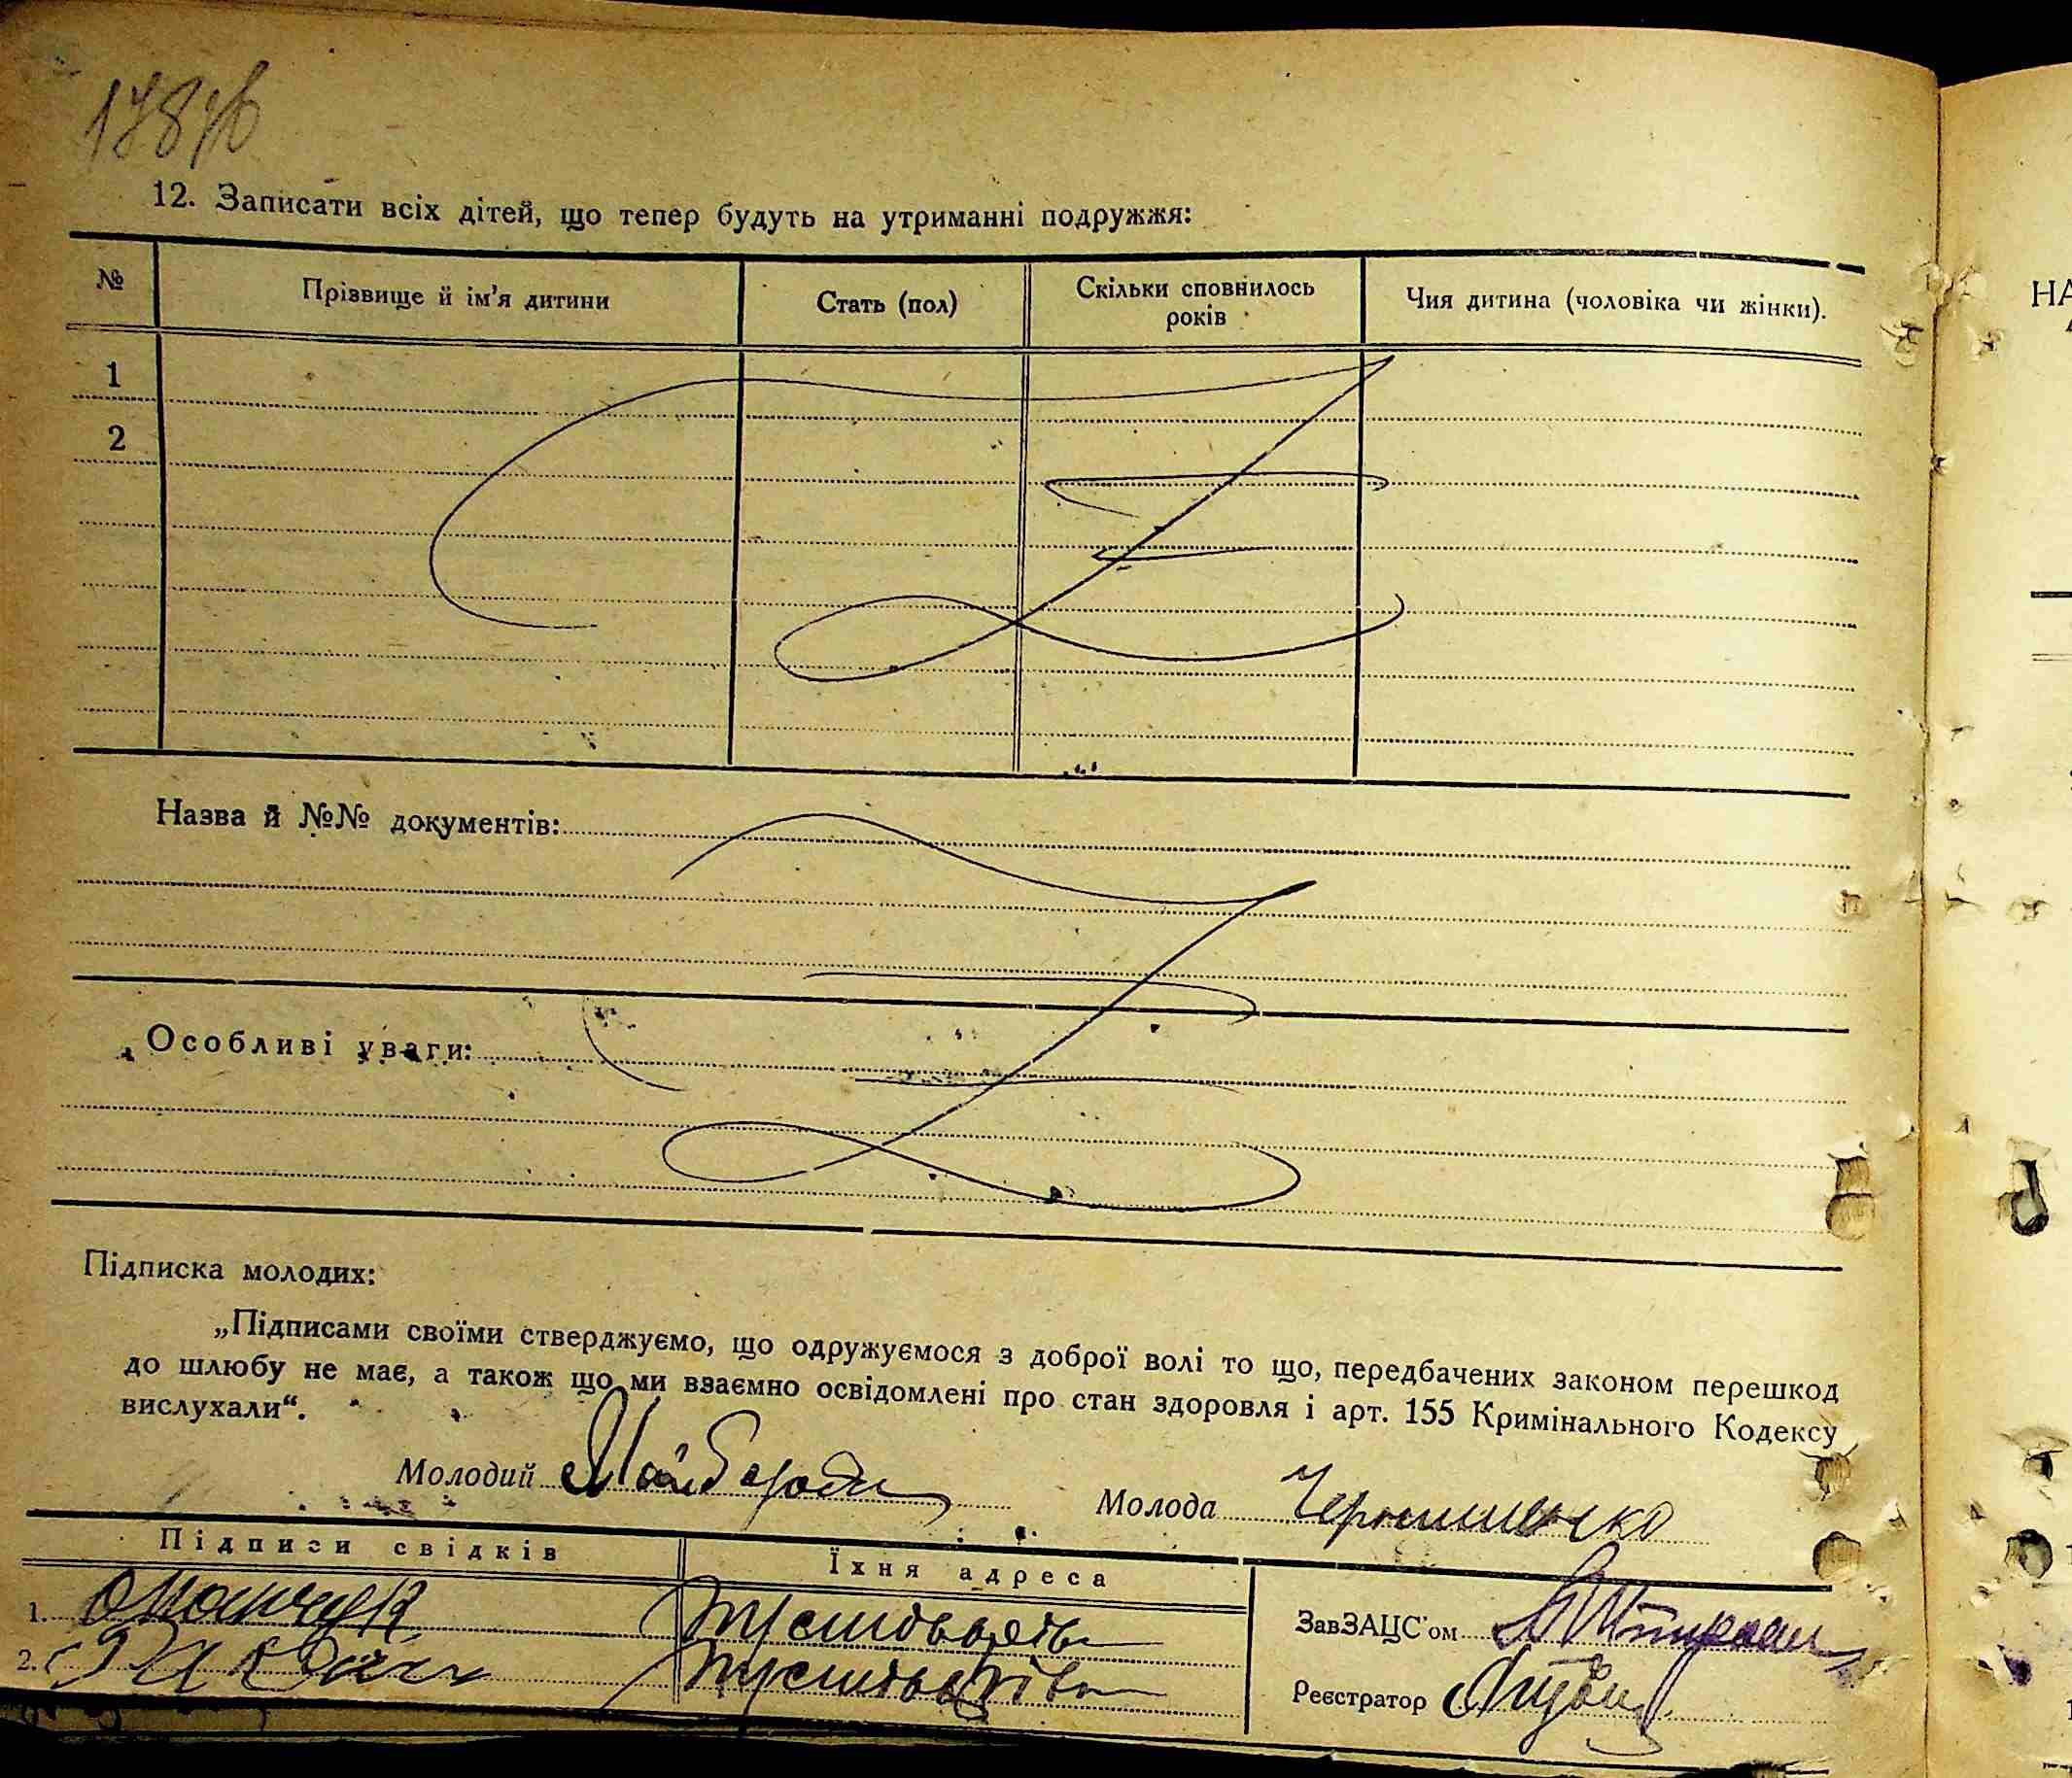 12. Записати всіх дітей, що тепер будуть на утриманні подружжя:
№ Прізвище й ім'я дитини Стать (пол) Скільки сповнилось років Чия дитина (чоловіка чи жінки).
1
2
Назва й №№ документів:
Особливі уваги:
Підписка молодих:
„Підписами своїми стверджуємо, що одружуємося з доброї волі то що, передбачених законом перешкод
до шлюбу не має, а також що ми взаємно освідомлені про стан здоровля і арт. 155 Кримінального Кодексу
вислухали“.
Молодий Майборода Молода
Підписи свідків Їхня адреса
1.
2.
ЗавЗАЦС'ом
Реєстратор
НА